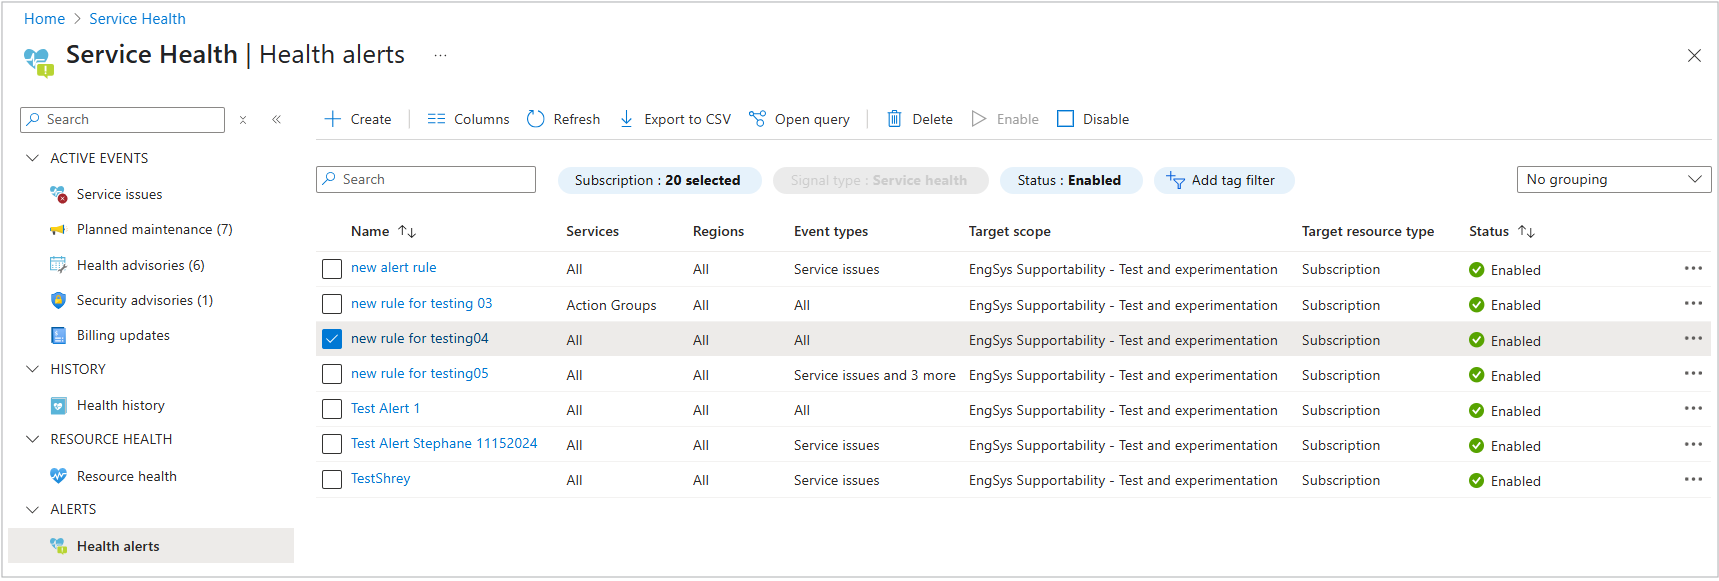 Home > Service Health
Service Health | Health alerts ...
Search
ACTIVE EVENTS
Service issues
Planned maintenance (7)
Health advisories (6)
Security advisories (1)
Billing updates
HISTORY
Health history
RESOURCE HEALTH
Resource health
ALERTS
Health alerts
Create Columns Refresh Export to CSV Open query Delete Enable Disable
Search Subscription : 20 selected Signal type : Service health Status : Enabled Add tag filter No grouping
Name Services Regions Event types Target scope Target resource type Status
new alert rule All All Service issues EngSys Supportability - Test and experimentation Subscription Enabled
new rule for testing 03 Action Groups All All EngSys Supportability - Test and experimentation Subscription Enabled
new rule for testing04 All All All EngSys Supportability - Test and experimentation Subscription Enabled
new rule for testing05 All All Service issues and 3 more EngSys Supportability - Test and experimentation Subscription Enabled
Test Alert 1 All All All EngSys Supportability - Test and experimentation Subscription Enabled
Test Alert Stephane 11152024 All All Service issues EngSys Supportability - Test and experimentation Subscription Enabled
TestShrey All All Service issues EngSys Supportability - Test and experimentation Subscription Enabled